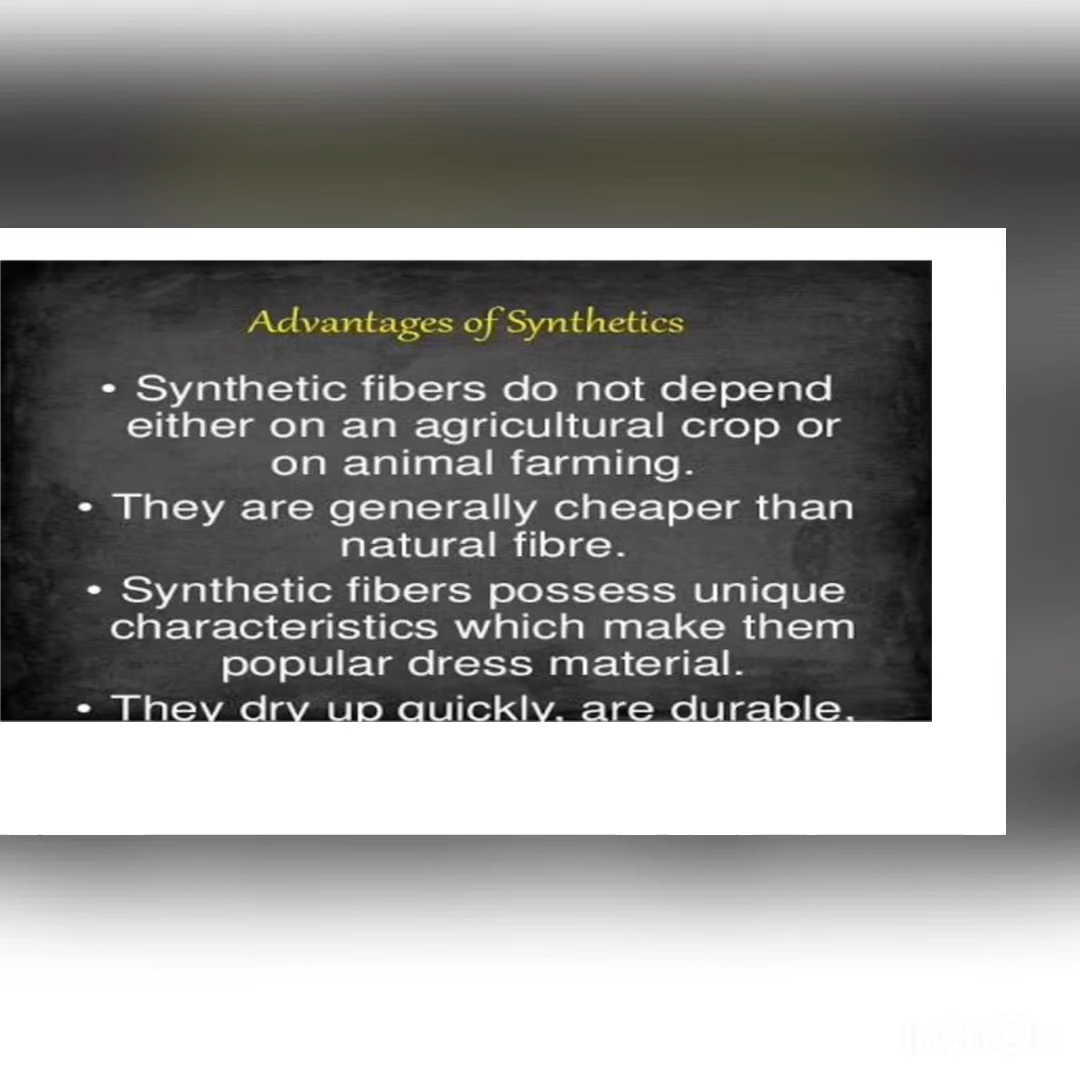 Advantages of Synthetics
• Synthetic fibers do not depend
either on an agricultural crop or
on animal farming.
• They are generally cheaper than
natural fibre.
• Synthetic fibers possess unique
characteristics which make them
popular dress material.
• They dry up quickly, are durable,